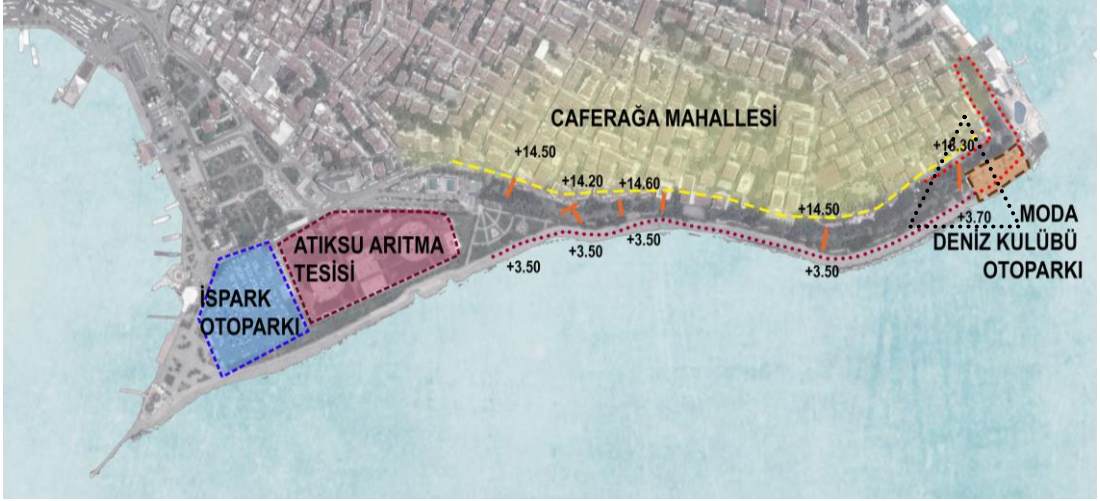 CAFERAĞA MAHALLESİ
+14.50
+14.20
+14.60
+14.50
+16.30
+3.70
MODA
DENİZ KULÜBÜ
OTOPARKI
+3.50
+3.50
+3.50
+3.50
ATIKSU ARITMA
TESİSİ
İSPARK
OTOPARKI